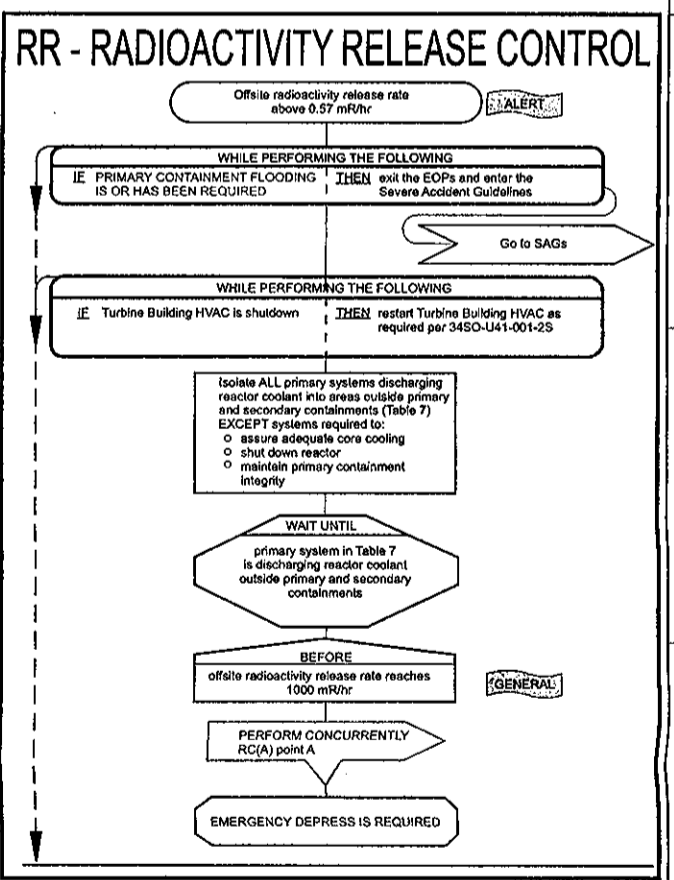 RR - RADIOACTIVITY RELEASE CONTROL
Offsite radioactivity release rate
above 0.57 mR/hr
ALERT
WHILE PERFORMING THE FOLLOWING
IF PRIMARY CONTAINMENT FLOODING
IS OR HAS BEEN REQUIRED
THEN exit the EOPs and enter the
Severe Accident Guidelines
Go to SAGs
WHILE PERFORMING THE FOLLOWING
IF Turbine Building HVAC is shutdown
THEN restart Turbine Building HVAC as
required per 34SO-U41-001-2S
Isolate ALL primary systems discharging
reactor coolant into areas outside primary
and secondary containments (Table 7)
EXCEPT systems required to:
o assure adequate core cooling
o shut down reactor
o maintain primary containment
integrity
WAIT UNTIL
primary system in Table 7
is discharging reactor coolant
outside primary and secondary
containments
BEFORE
offsite radioactivity release rate reaches
1000 mR/hr
GENERAL
PERFORM CONCURRENTLY
RC(A) point A
EMERGENCY DEPRESS IS REQUIRED